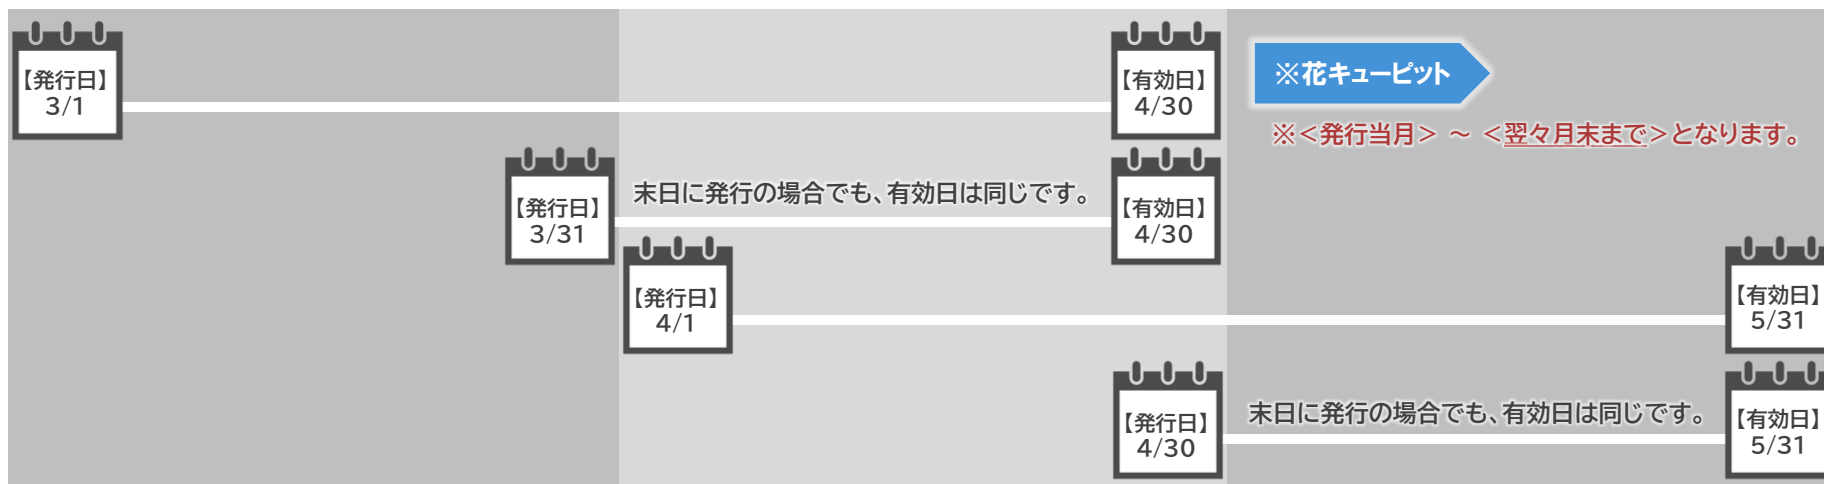 【発行日】
3/1
【有効日】
4/30
※花キューピット
※＜発行当月＞ ～ ＜翌々月末まで＞となります。
【発行日】
3/31
末日に発行の場合でも、有効日は同じです。
【有効日】
4/30
【発行日】
4/1
【有効日】
5/31
【発行日】
4/30
末日に発行の場合でも、有効日は同じです。
【有効日】
5/31